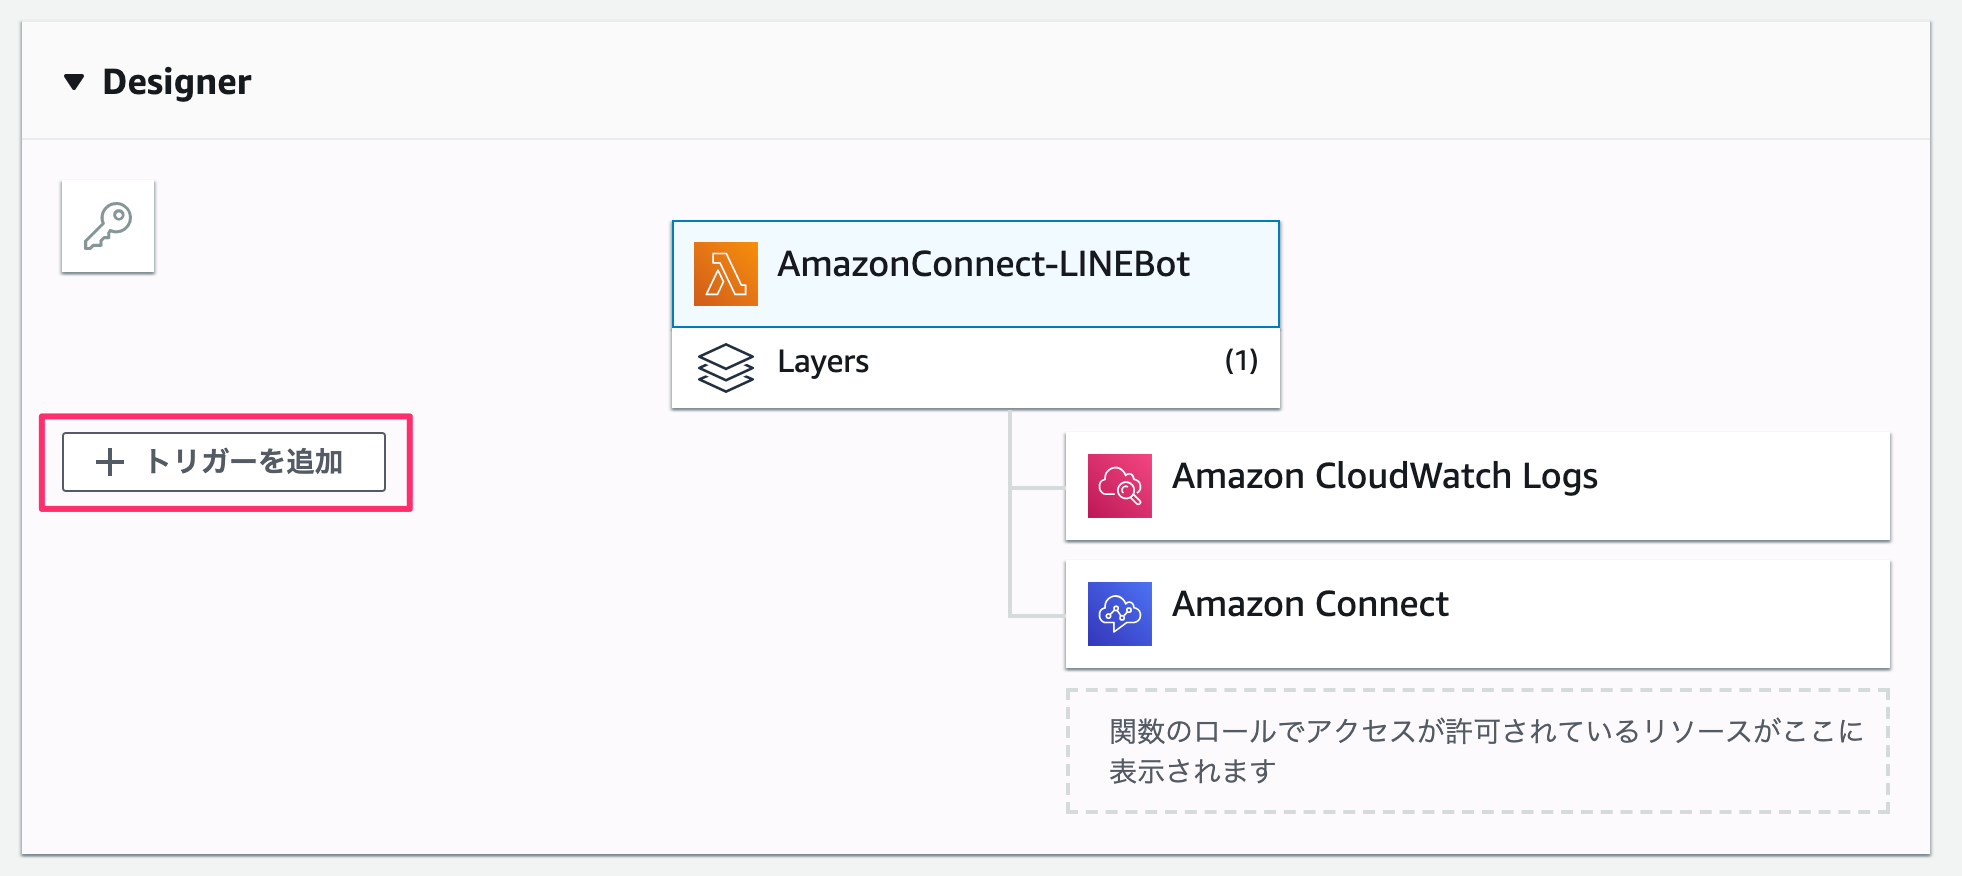 Designer
AmazonConnect-LINEBot
Layers (1)
トリガーを追加
Amazon CloudWatch Logs
Amazon Connect
関数のロールでアクセスが許可されているリソースがここに
表示されます